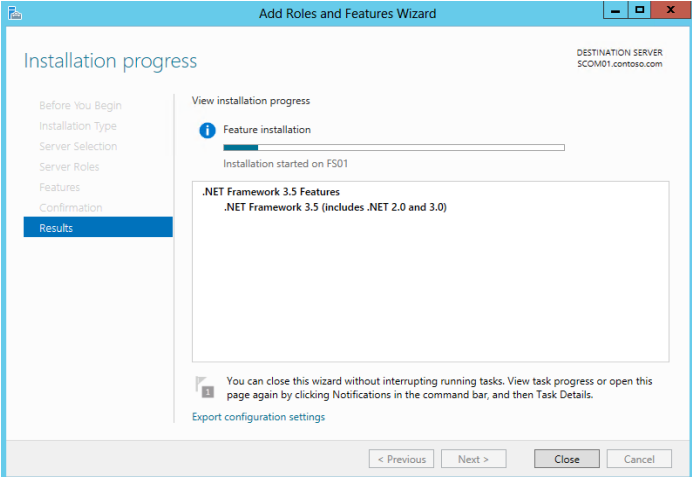 Add Roles and Features Wizard
Installation progress
DESTINATION SERVER
SCOM01.contoso.com
Before You Begin
Installation Type
Server Selection
Server Roles
Features
Confirmation
Results
View installation progress
Feature installation
Installation started on FS01
.NET Framework 3.5 Features
.NET Framework 3.5 (includes .NET 2.0 and 3.0)
1
You can close this wizard without interrupting running tasks. View task progress or open this
page again by clicking Notifications in the command bar, and then Task Details.
Export configuration settings
< Previous
Next >
Close
Cancel